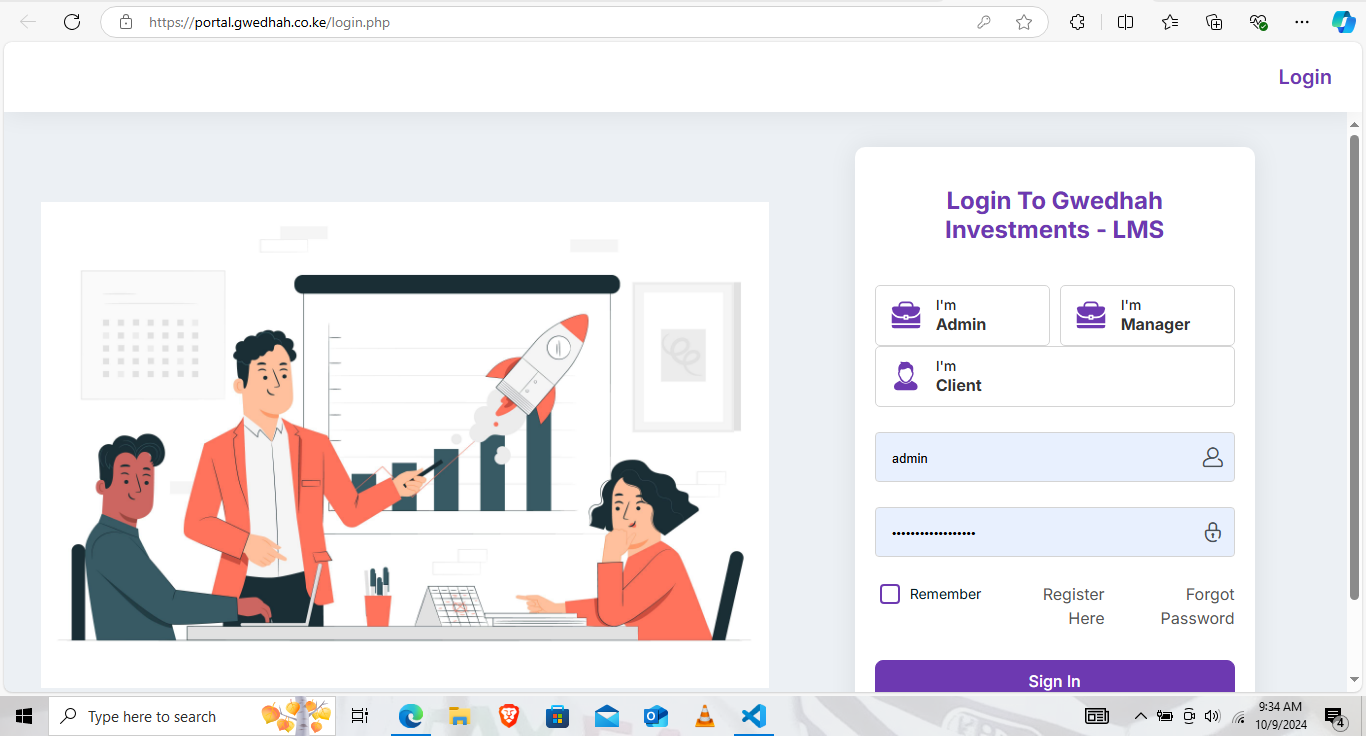 https://portal.gwedhah.co.ke/login.php
Login
Login To Gwedhah
Investments - LMS
I'm
Admin
I'm
Manager
I'm
Client
admin
••••••••••••••••••
Remember
Register
Here
Forgot
Password
Sign In
Type here to search
9:34 AM
10/9/2024
4